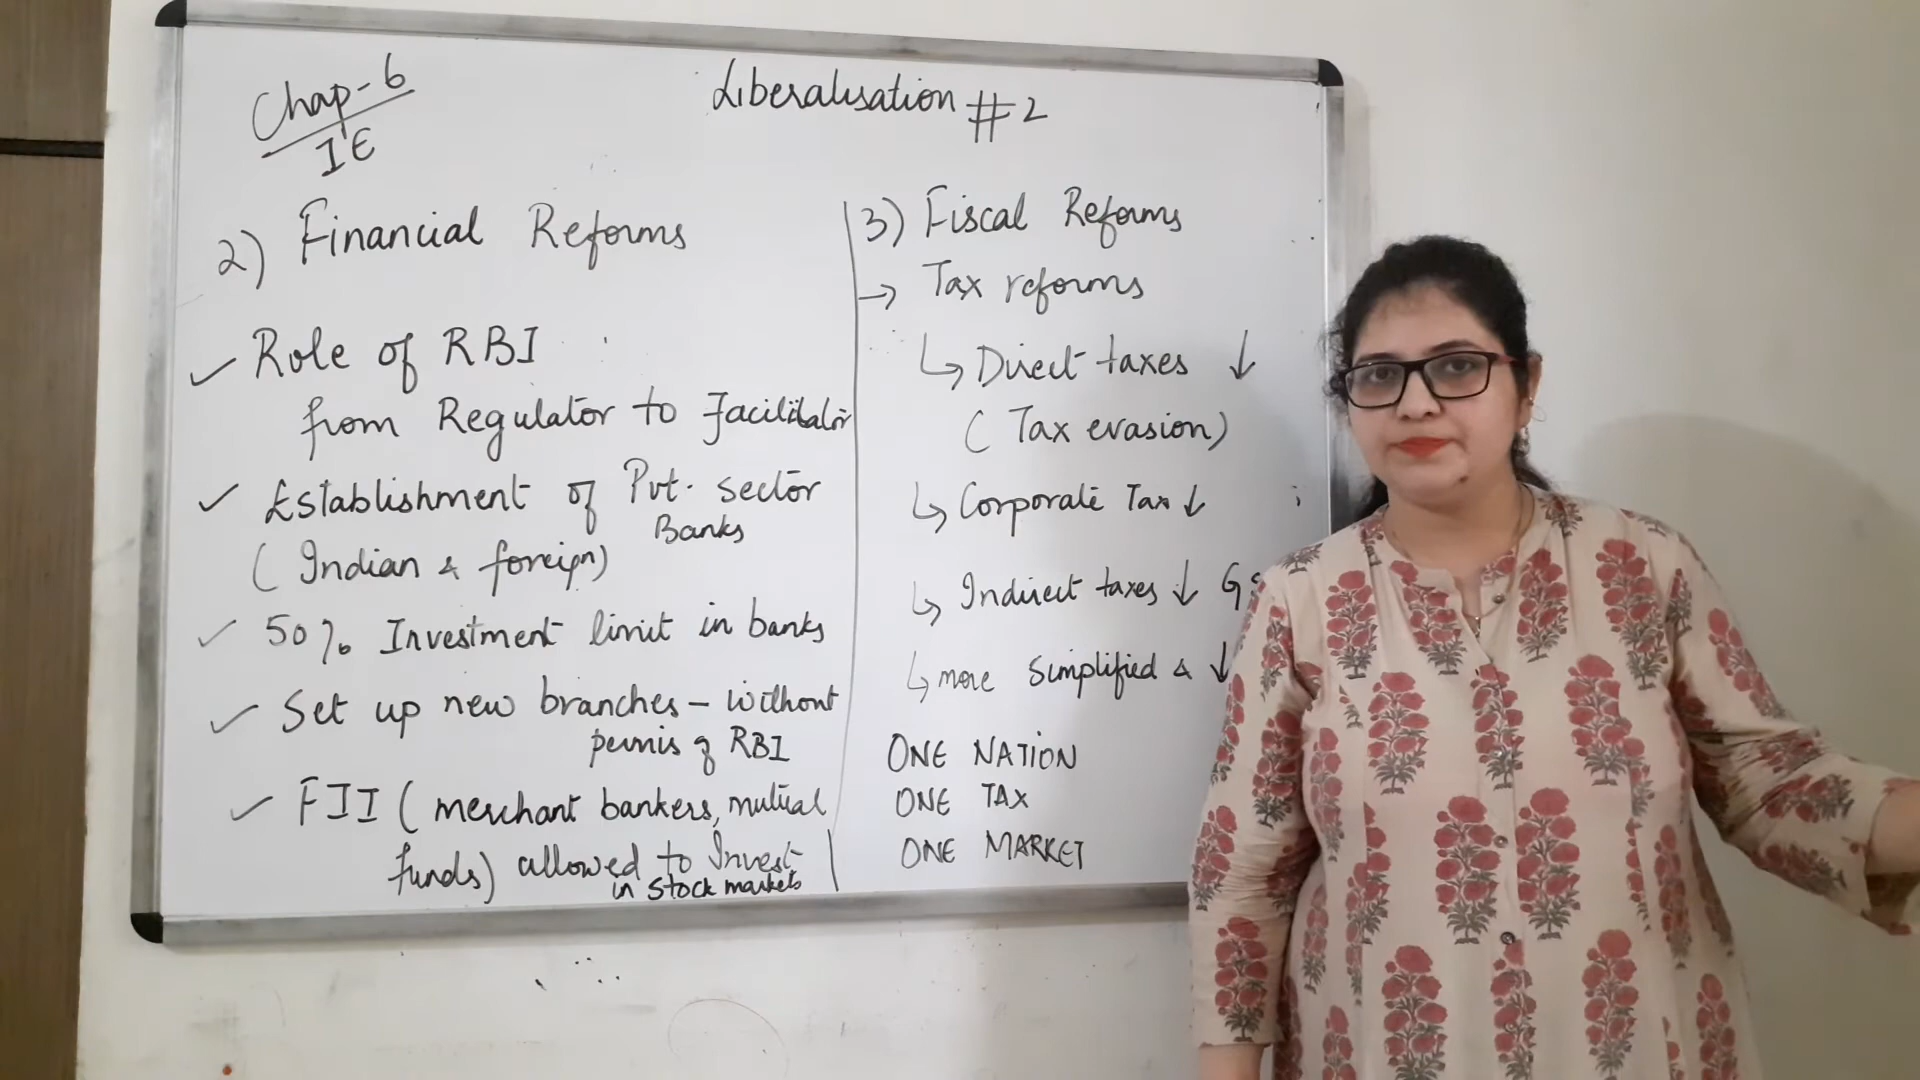 Chap-6
IE
Liberalisation #2
2) Financial Reforms
✓ Role of RBI
from Regulator to facilitator
✓ Establishment of Pvt. sector
Banks
( Indian & foreign)
✓ 50% Investment limit in banks
✓ Set up new branches - without
permis of RBI
✓ FII ( merchant bankers, mutual
funds) allowed to Invest
in stock markets
3) Fiscal Reforms
→ Tax reforms
↳ Direct taxes ↓
( Tax evasion)
↳ Corporate Tax ↓
↳ Indirect taxes ↓ GS
↳ more Simplified & ↓
ONE NATION
ONE TAX
ONE MARKET